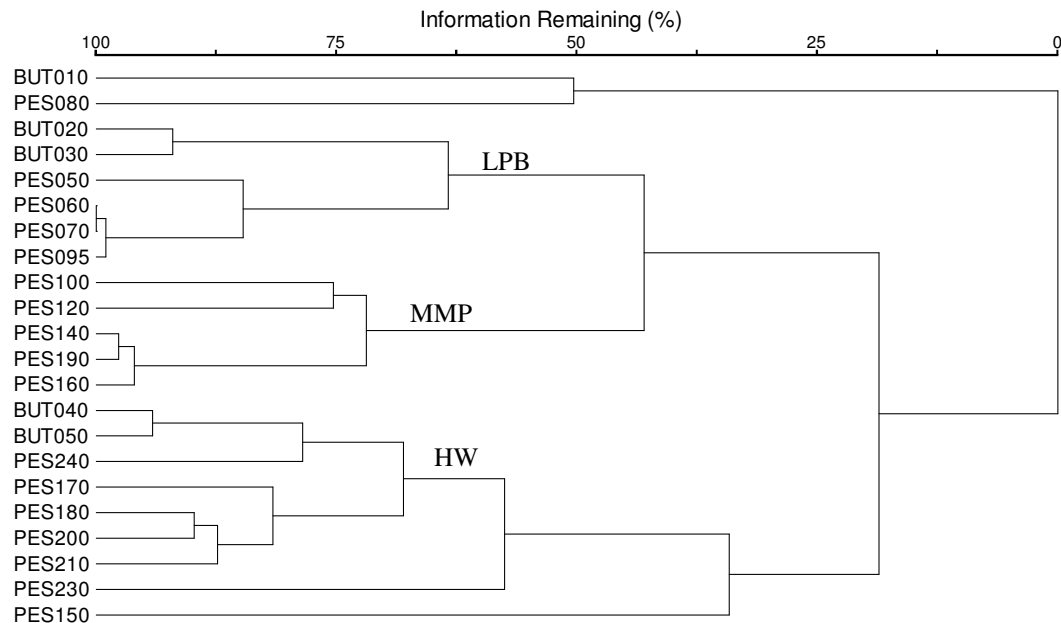 Information Remaining (%)
100 75 50 25 0
BUT010
PES080
BUT020
BUT030
LPB
PES050
PES060
PES070
PES095
PES100
PES120
MMP
PES140
PES190
PES160
BUT040
BUT050
HW
PES240
PES170
PES180
PES200
PES210
PES230
PES150